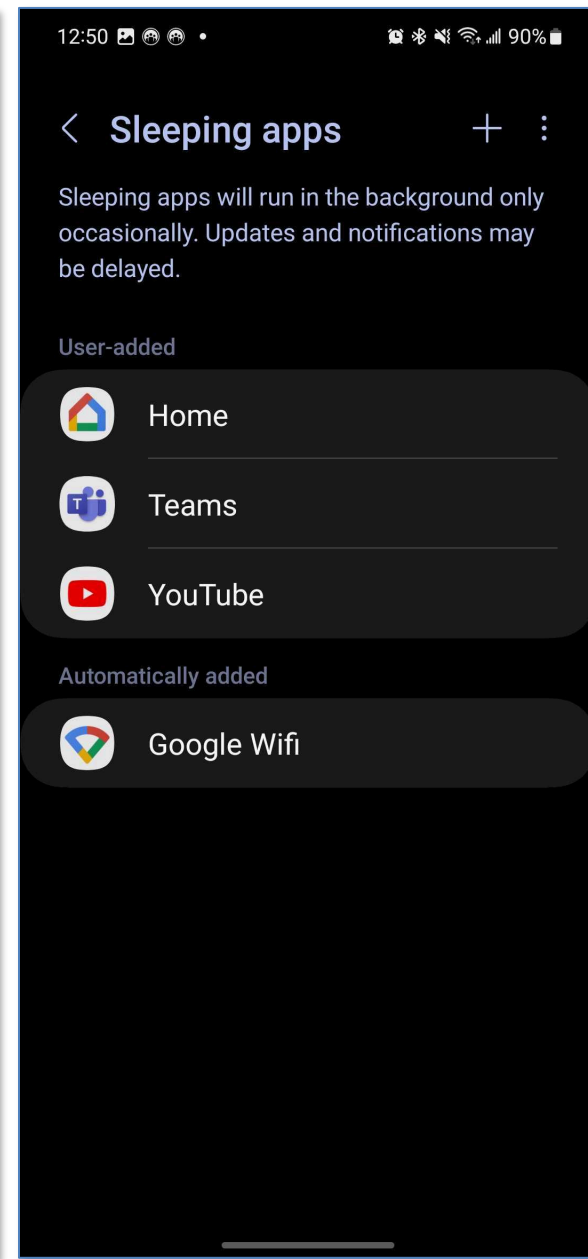 12:50 90%
Sleeping apps
Sleeping apps will run in the background only
occasionally. Updates and notifications may
be delayed.
User-added
Home
T
Teams
YouTube
Automatically added
Google Wifi